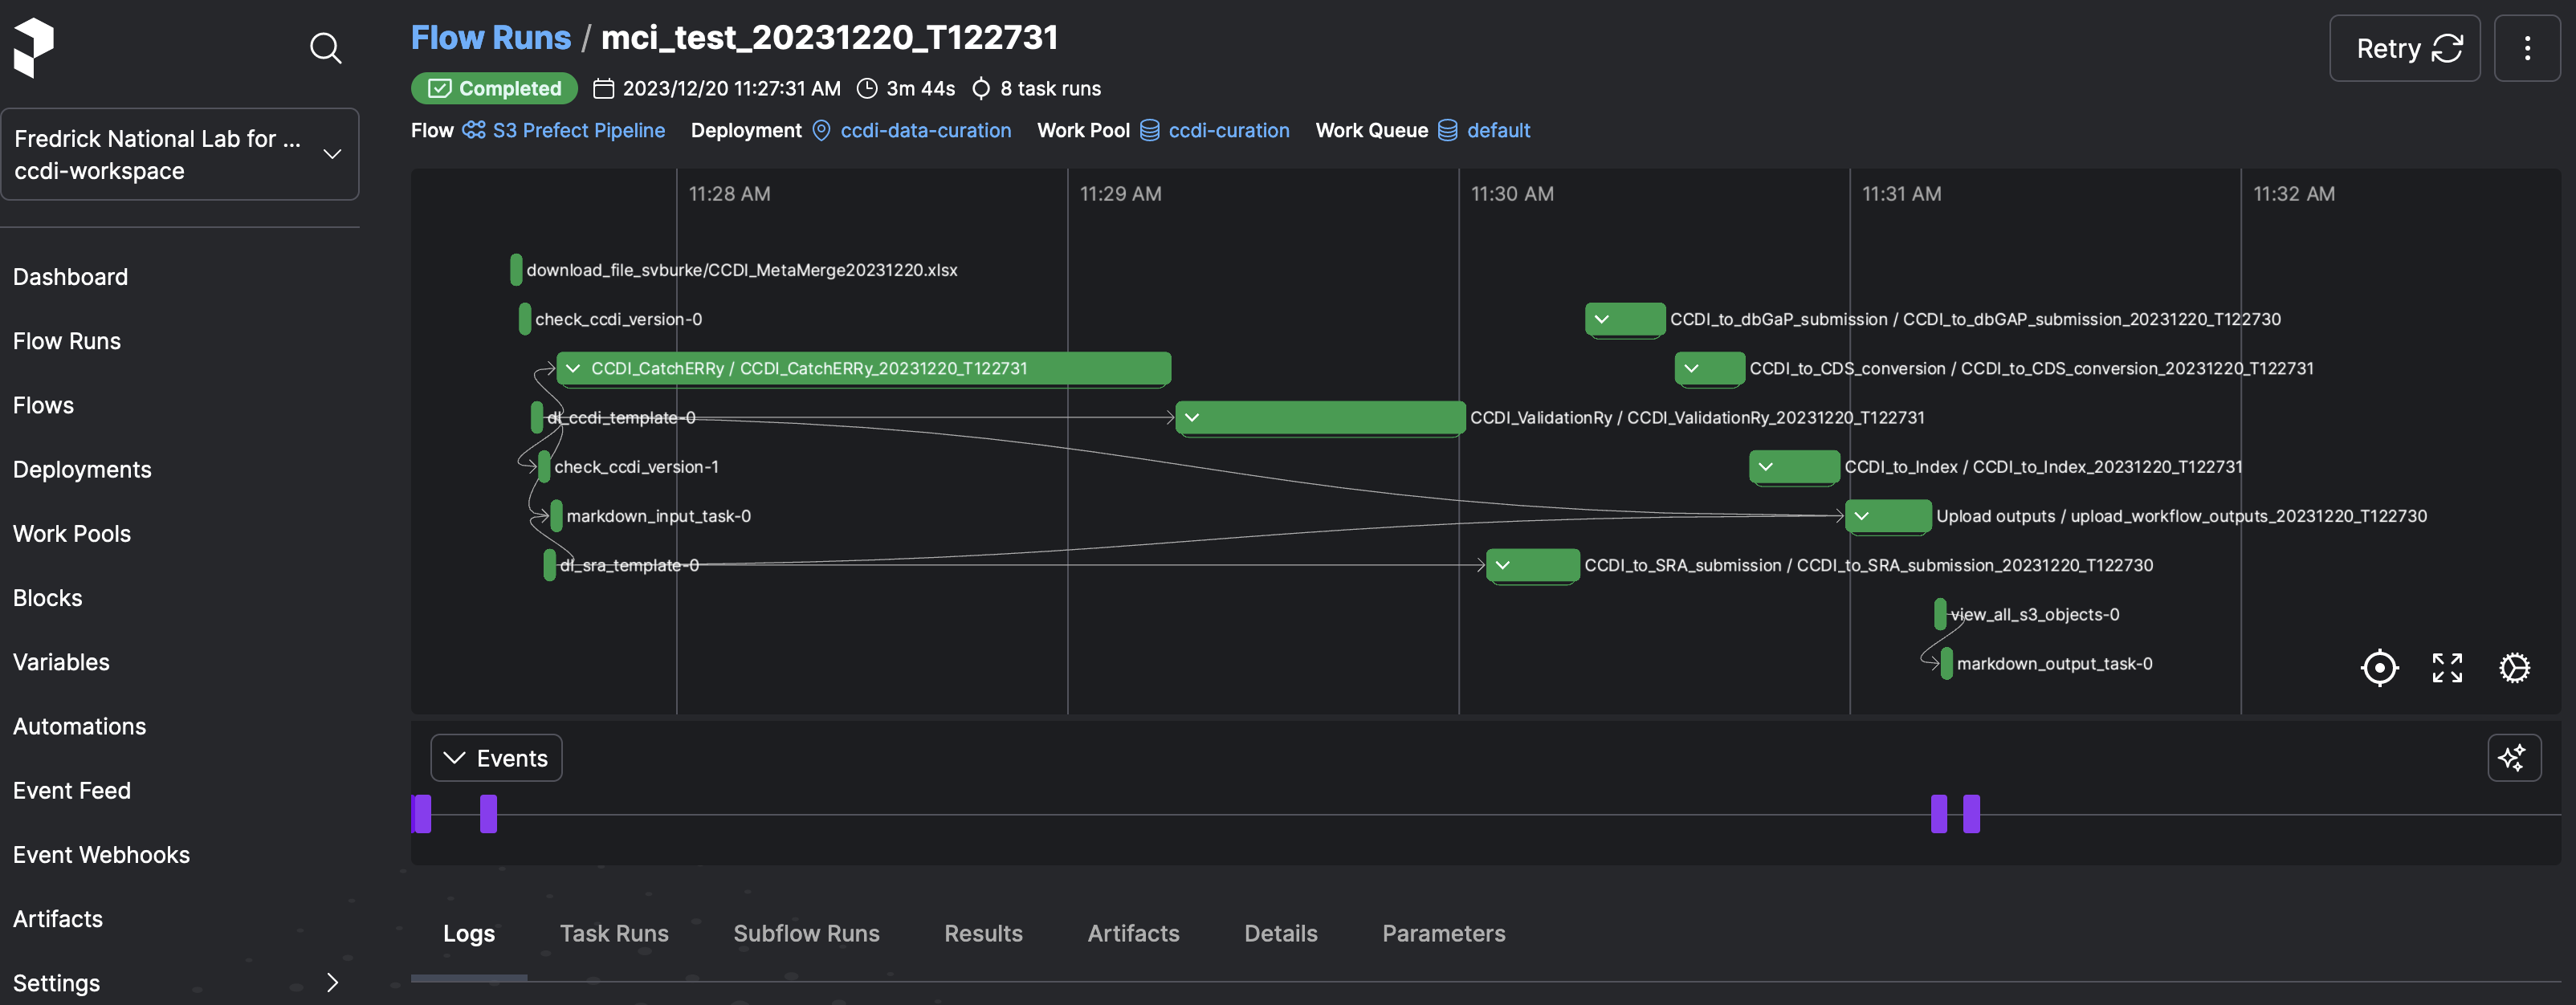 Flow Runs / mci_test_20231220_T122731
Retry
Completed 2023/12/20 11:27:31 AM 3m 44s 8 task runs
Flow S3 Prefect Pipeline Deployment ccdi-data-curation Work Pool ccdi-curation Work Queue default
Fredrick National Lab for ...
ccdi-workspace
Dashboard
Flow Runs
Flows
Deployments
Work Pools
Blocks
Variables
Automations
Event Feed
Event Webhooks
Artifacts
Settings
11:28 AM 11:29 AM 11:30 AM 11:31 AM 11:32 AM
download_file_svburke/CCDI_MetaMerge20231220.xlsx
check_ccdi_version-0
CCDI_to_dbGaP_submission / CCDI_to_dbGAP_submission_20231220_T122730
CCDI_CatchERRy / CCDI_CatchERRy_20231220_T122731
CCDI_to_CDS_conversion / CCDI_to_CDS_conversion_20231220_T122731
dl_ccdi_template-0
CCDI_ValidationRy / CCDI_ValidationRy_20231220_T122731
check_ccdi_version-1
CCDI_to_Index / CCDI_to_Index_20231220_T122731
markdown_input_task-0
Upload outputs / upload_workflow_outputs_20231220_T122730
dl_sra_template-0
CCDI_to_SRA_submission / CCDI_to_SRA_submission_20231220_T122730
view_all_s3_objects-0
markdown_output_task-0
Events
Logs Task Runs Subflow Runs Results Artifacts Details Parameters